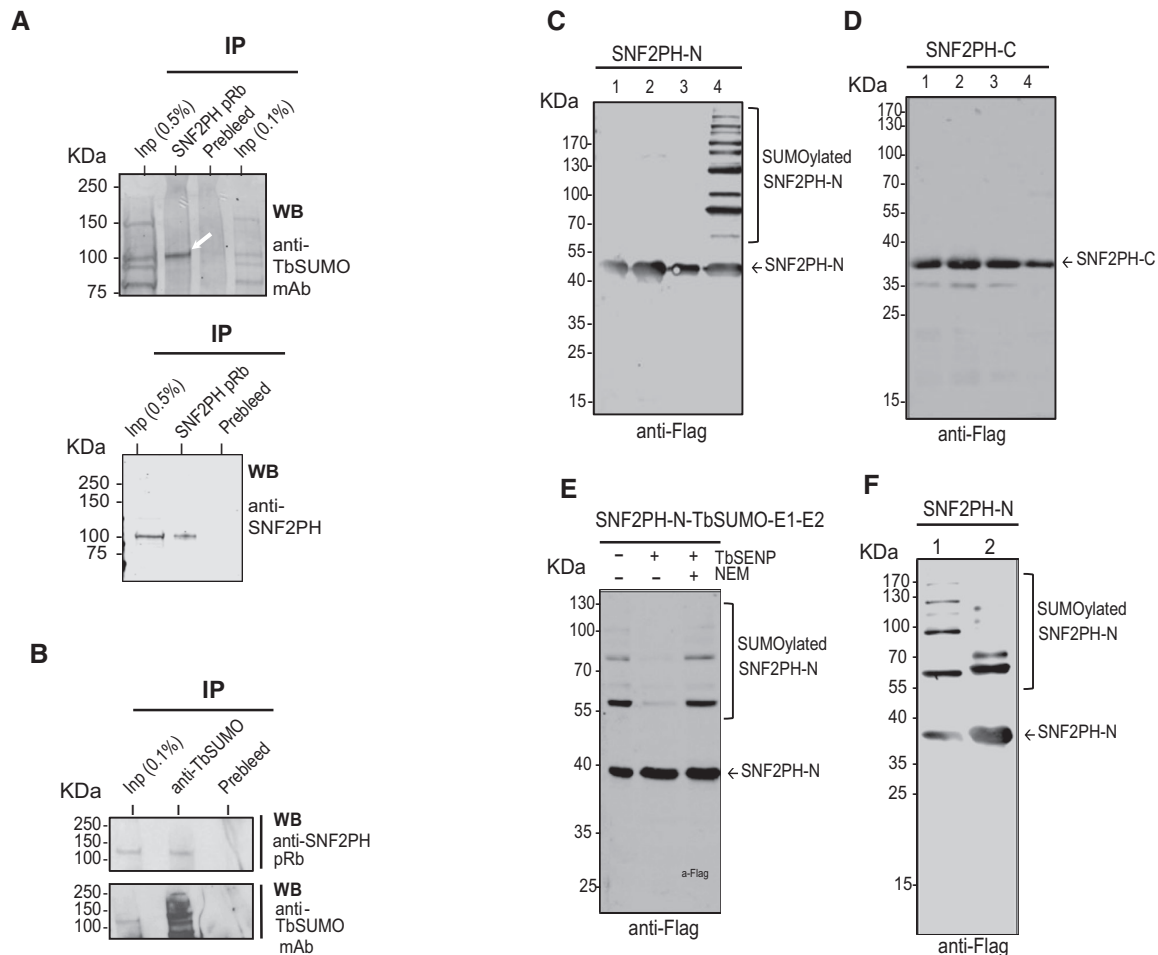 A
IP
Inp (0.5%)
SNF2PH pRb
Prebleed
Inp (0.1%)
KDa
250
150
100
75
WB
anti-
TbSUMO
mAb
IP
Inp (0.5%)
SNF2PH pRb
Prebleed
KDa
250
150
100
75
WB
anti-
SNF2PH
B
IP
Inp (0.1%)
anti-TbSUMO
Prebleed
KDa
250
150
100
WB
anti-SNF2PH
pRb
250
150
100
WB
anti-
TbSUMO
mAb
C
SNF2PH-N
1 2 3 4
KDa
170
130
100
70
55
40
35
25
15
SUMOylated
SNF2PH-N
←SNF2PH-N
anti-Flag
D
SNF2PH-C
1 2 3 4
KDa
170
130
100
70
55
40
35
25
15
←SNF2PH-C
anti-Flag
E
SNF2PH-N-TbSUMO-E1-E2
– + + TbSENP
– – + NEM
KDa
130
100
70
55
40
35
25
SUMOylated
SNF2PH-N
←SNF2PH-N
a-Flag
anti-Flag
F
SNF2PH-N
1 2
KDa
170
130
100
70
55
40
35
25
15
SUMOylated
SNF2PH-N
←SNF2PH-N
anti-Flag